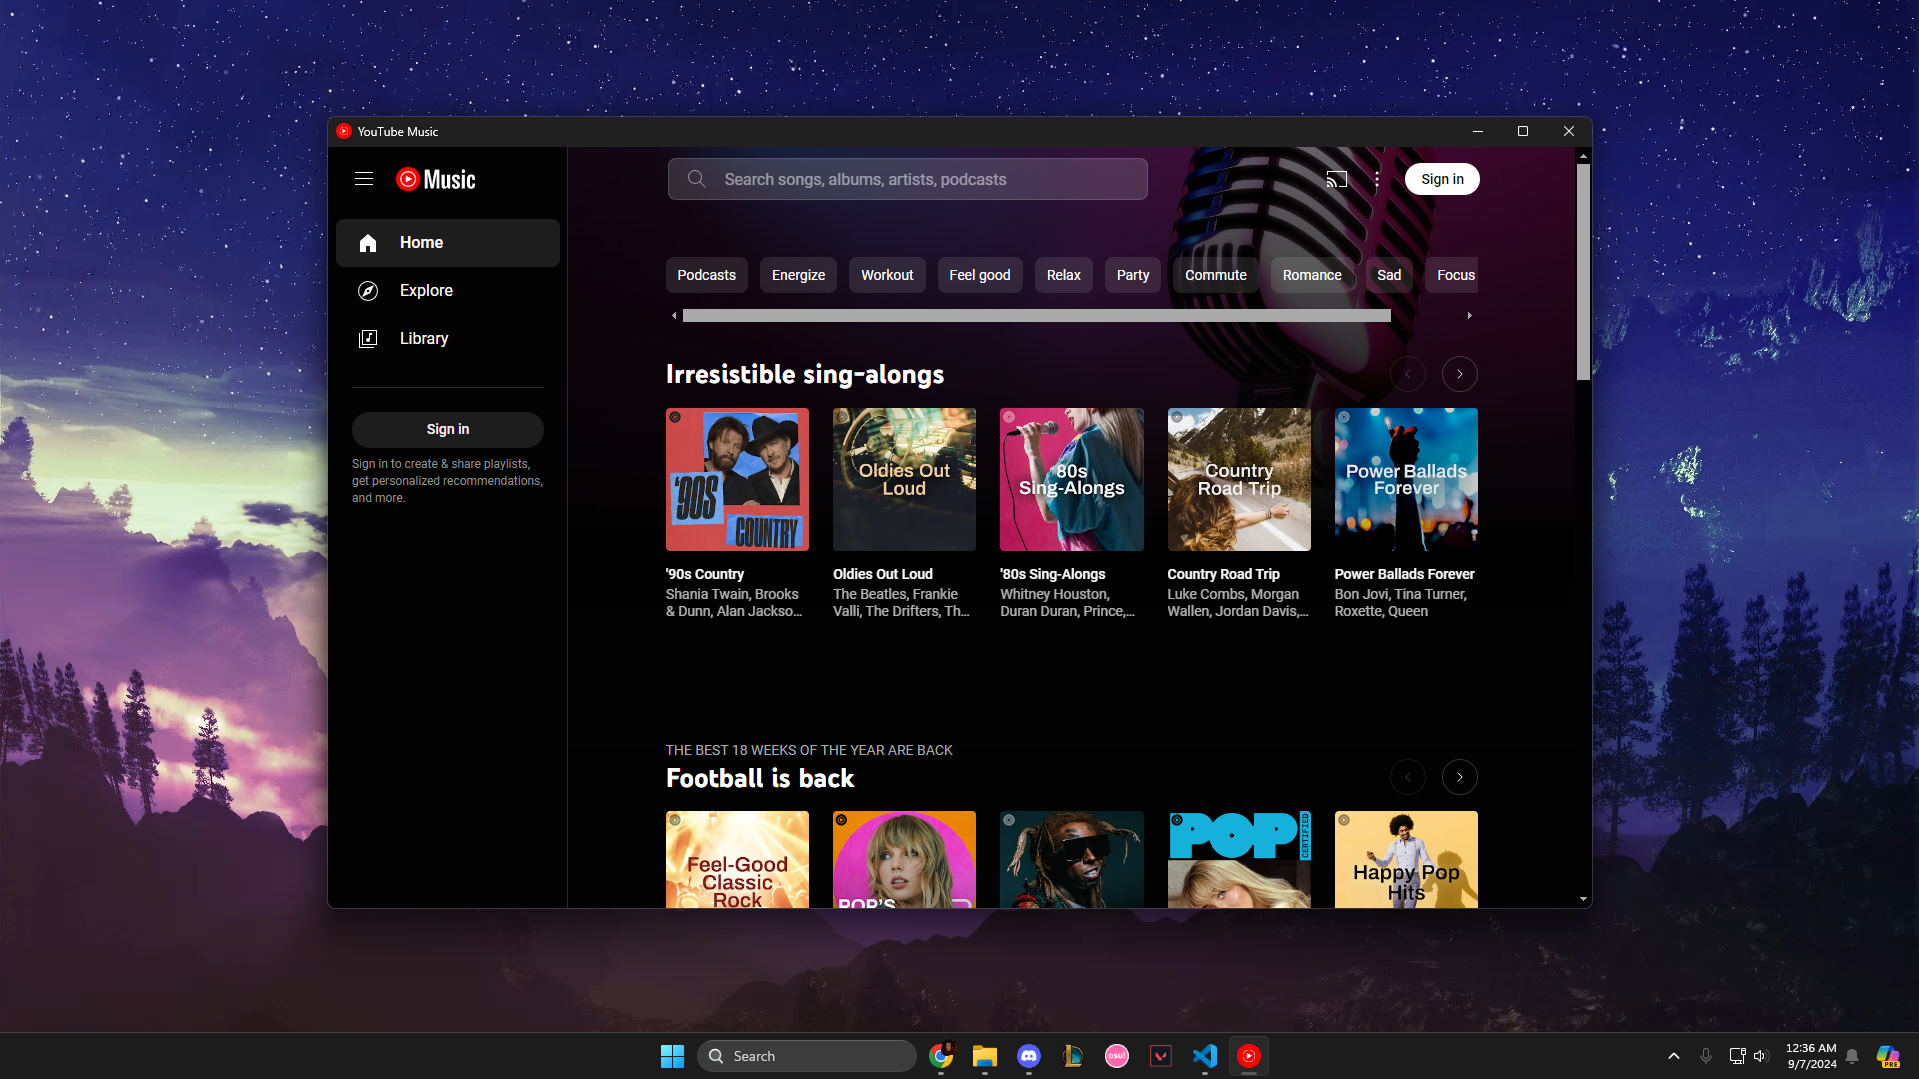 YouTube Music
Music
Search songs, albums, artists, podcasts
Sign in
Home
Explore
Library
Sign in
Sign in to create & share playlists,
get personalized recommendations,
and more.
Podcasts
Energize
Workout
Feel good
Relax
Party
Commute
Romance
Sad
Focus
Irresistible sing-alongs
'90S
COUNTRY
Oldies Out
Loud
80s
Sing-Alongs
Country
Road Trip
Power Ballads
Forever
'90s Country
Shania Twain, Brooks
& Dunn, Alan Jackso...
Oldies Out Loud
The Beatles, Frankie
Valli, The Drifters, Th...
'80s Sing-Alongs
Whitney Houston,
Duran Duran, Prince,...
Country Road Trip
Luke Combs, Morgan
Wallen, Jordan Davis,...
Power Ballads Forever
Bon Jovi, Tina Turner,
Roxette, Queen
THE BEST 18 WEEKS OF THE YEAR ARE BACK
Football is back
Feel-Good
Classic
Rock
POP'S
POP
CERTIFIED
Happy Pop
Hits
Search
osu!
PRE
12:36 AM
9/7/2024